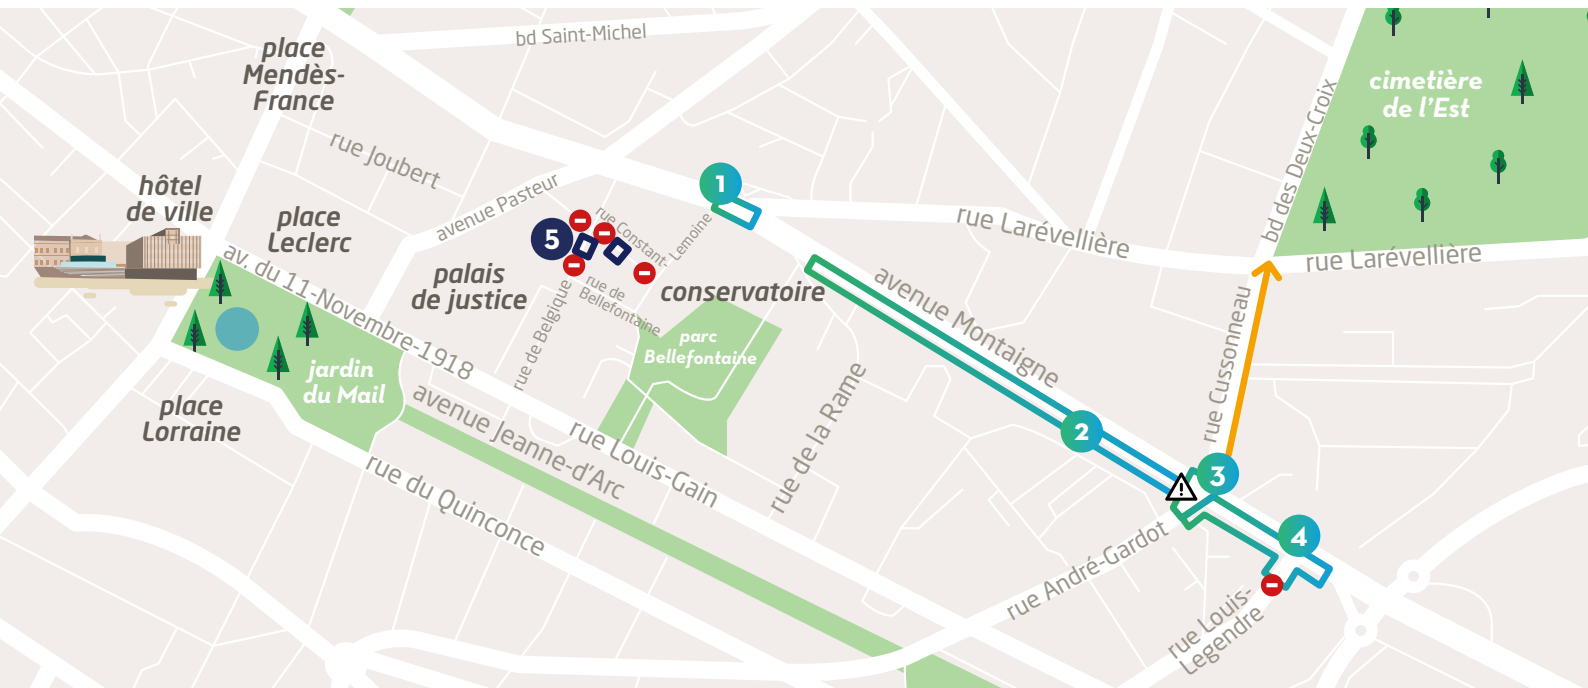 bd Saint-Michel
place
Mendès-
France
rue Joubert
hôtel
de ville
place
Leclerc
avenue Pasteur
1
5
rue Constant-
Lemoine
rue Larévellière
bd des Deux-Croix
cimetière
de l'Est
rue Larévellière
av. du 11-Novembre-1918
palais
de justice
rue de
Bellefontaine
conservatoire
rue de Belgique
parc
Bellefontaine
avenue Montaigne
rue Cussonneau
jardin
du Mail
place
Lorraine
avenue Jeanne-d'Arc
rue Louis-Gain
rue de la Rame
2
3
!
4
rue du Quinconce
rue André-Gardot
rue Louis-
Legendre